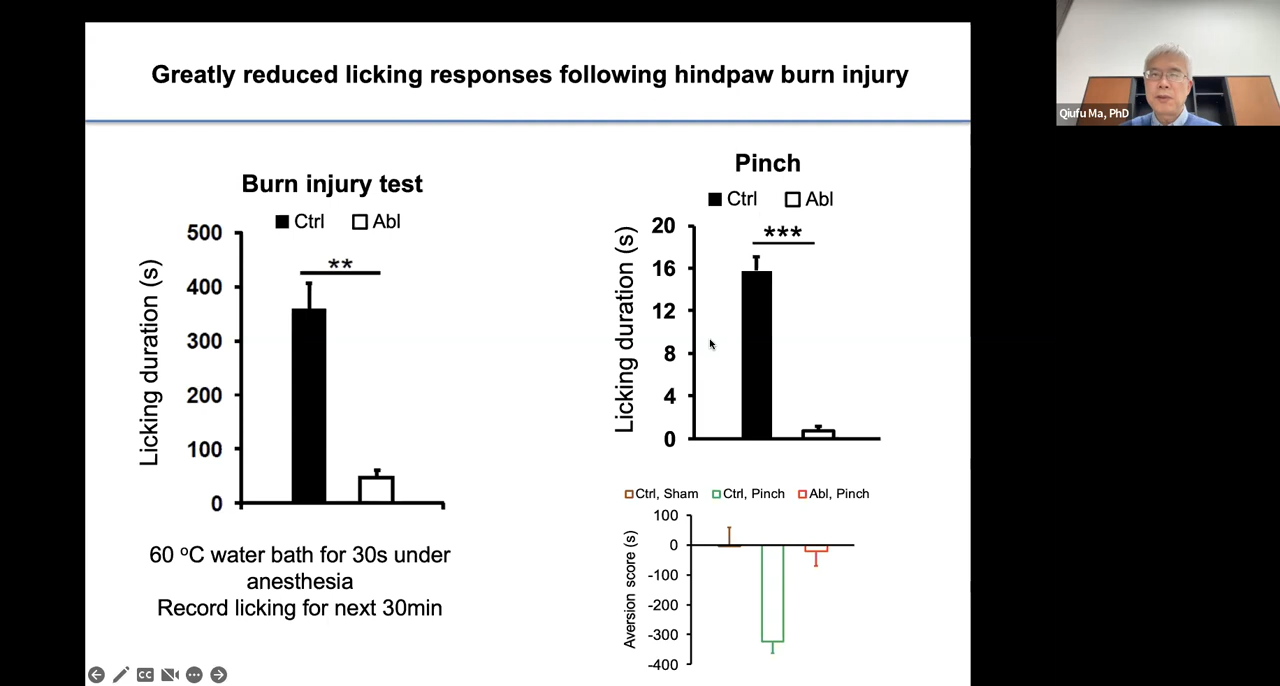 Greatly reduced licking responses following hindpaw burn injury
Qiufu Ma, PhD
Burn injury test
Ctrl Abl
Licking duration (s)
500
400
300
200
100
0
**
60 ºC water bath for 30s under
anesthesia
Record licking for next 30min
Pinch
Ctrl Abl
Licking duration (s)
20
16
12
8
4
0
***
Ctrl, Sham Ctrl, Pinch Abl, Pinch
Aversion score (s)
100
0
-100
-200
-300
-400
CC